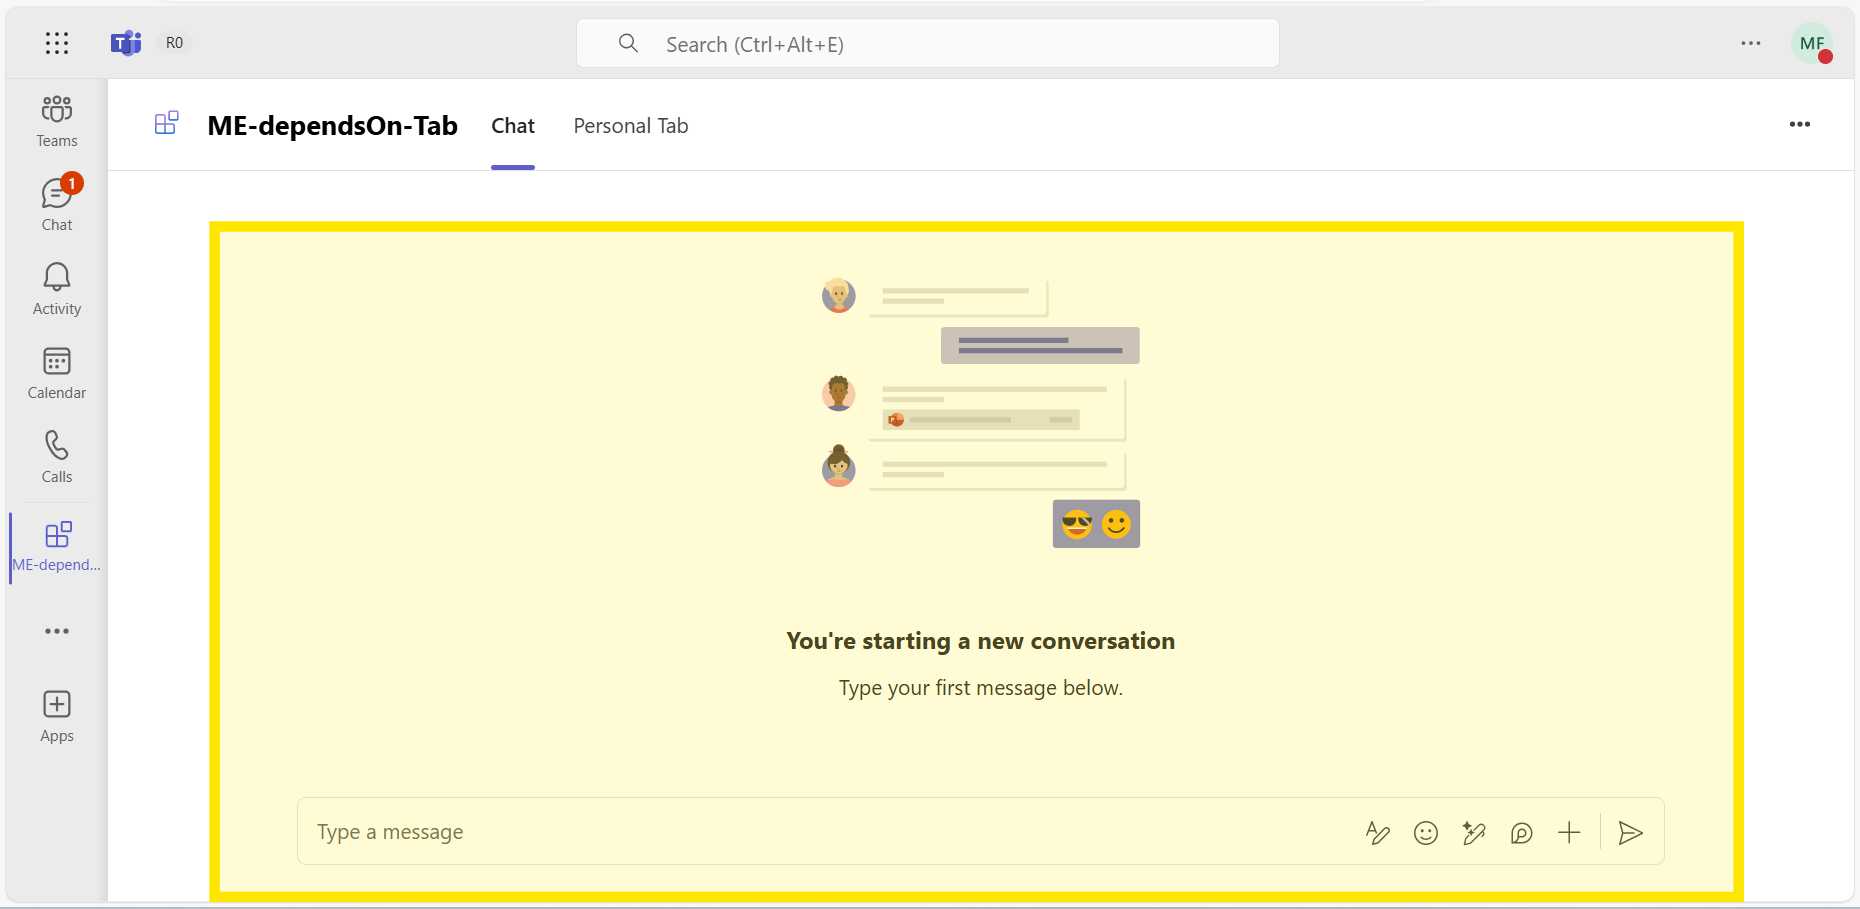 R0
Search (Ctrl+Alt+E)
MF
Teams
1
Chat
Activity
Calendar
Calls
ME-depend...
Apps
ME-dependsOn-Tab
Chat
Personal Tab
You're starting a new conversation
Type your first message below.
Type a message